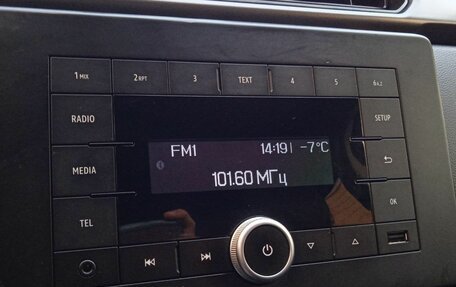 1 MIX 2 RPT 3 TEXT 4 5 6 A.Z
RADIO
SETUP
FM1 14:19 -7°C
MEDIA
101.60 МГц
TEL
OK